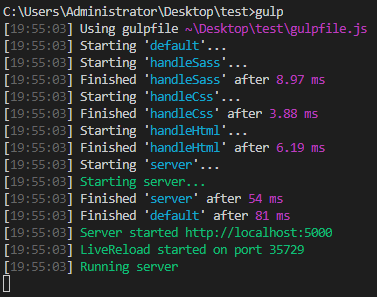 C:\Users\Administrator\Desktop\test>gulp
[19:55:03] Using gulpfile ~\Desktop\test\gulpfile.js
[19:55:03] Starting 'default'...
[19:55:03] Starting 'handleSass'...
[19:55:03] Finished 'handleSass' after 8.97 ms
[19:55:03] Starting 'handleCss'...
[19:55:03] Finished 'handleCss' after 3.88 ms
[19:55:03] Starting 'handleHtml'...
[19:55:03] Finished 'handleHtml' after 6.19 ms
[19:55:03] Starting 'server'...
[19:55:03] Starting server...
[19:55:03] Finished 'server' after 54 ms
[19:55:03] Finished 'default' after 81 ms
[19:55:03] Server started http://localhost:5000
[19:55:03] LiveReload started on port 35729
[19:55:03] Running server